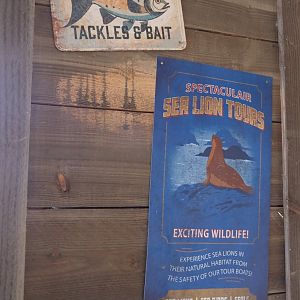 TACKLES & BAIT
SPECTACULAIR
SEA LION TOURS
EXCITING WILDLIFE!
EXPERIENCE SEA LIONS IN
THEIR NATURAL HABITAT FROM
THE SAFETY OF OUR TOUR BOATS!